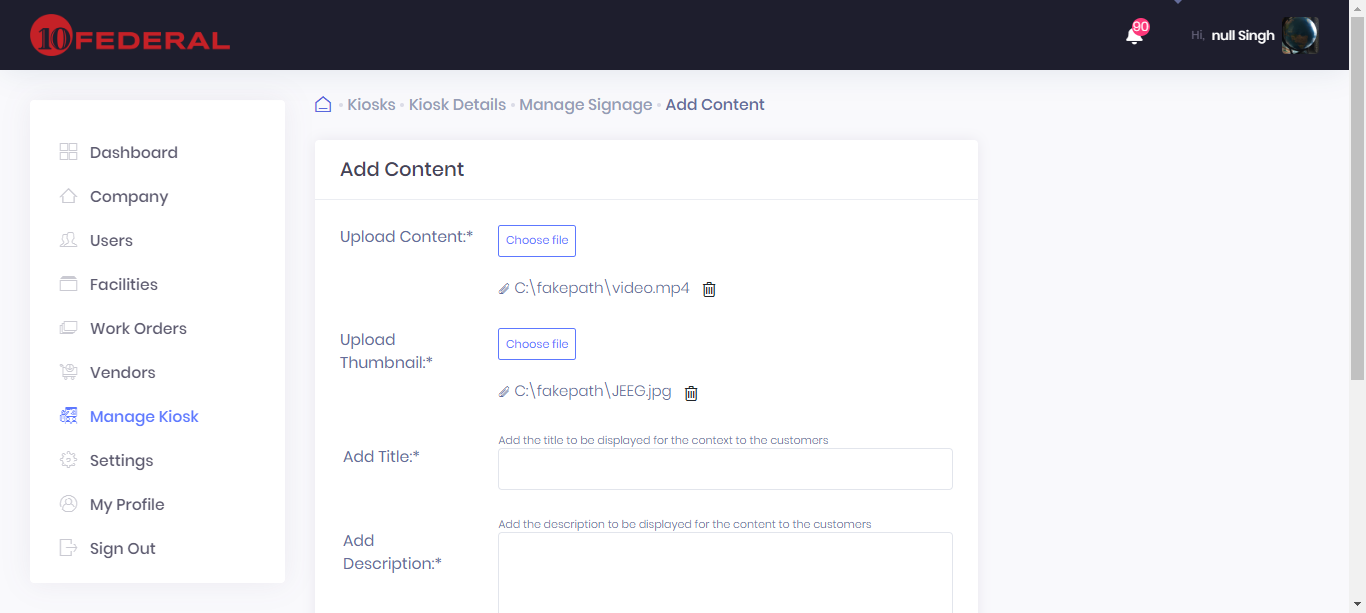 10 FEDERAL
90
Hi, null Singh
Kiosks • Kiosk Details • Manage Signage • Add Content
Dashboard
Company
Users
Facilities
Work Orders
Vendors
Manage Kiosk
Settings
My Profile
Sign Out
Add Content
Upload Content:*
Choose file
C:\fakepath\video.mp4
Upload
Thumbnail:*
Choose file
C:\fakepath\JEEG.jpg
Add the title to be displayed for the context to the customers
Add Title:*
Add the description to be displayed for the content to the customers
Add
Description:*